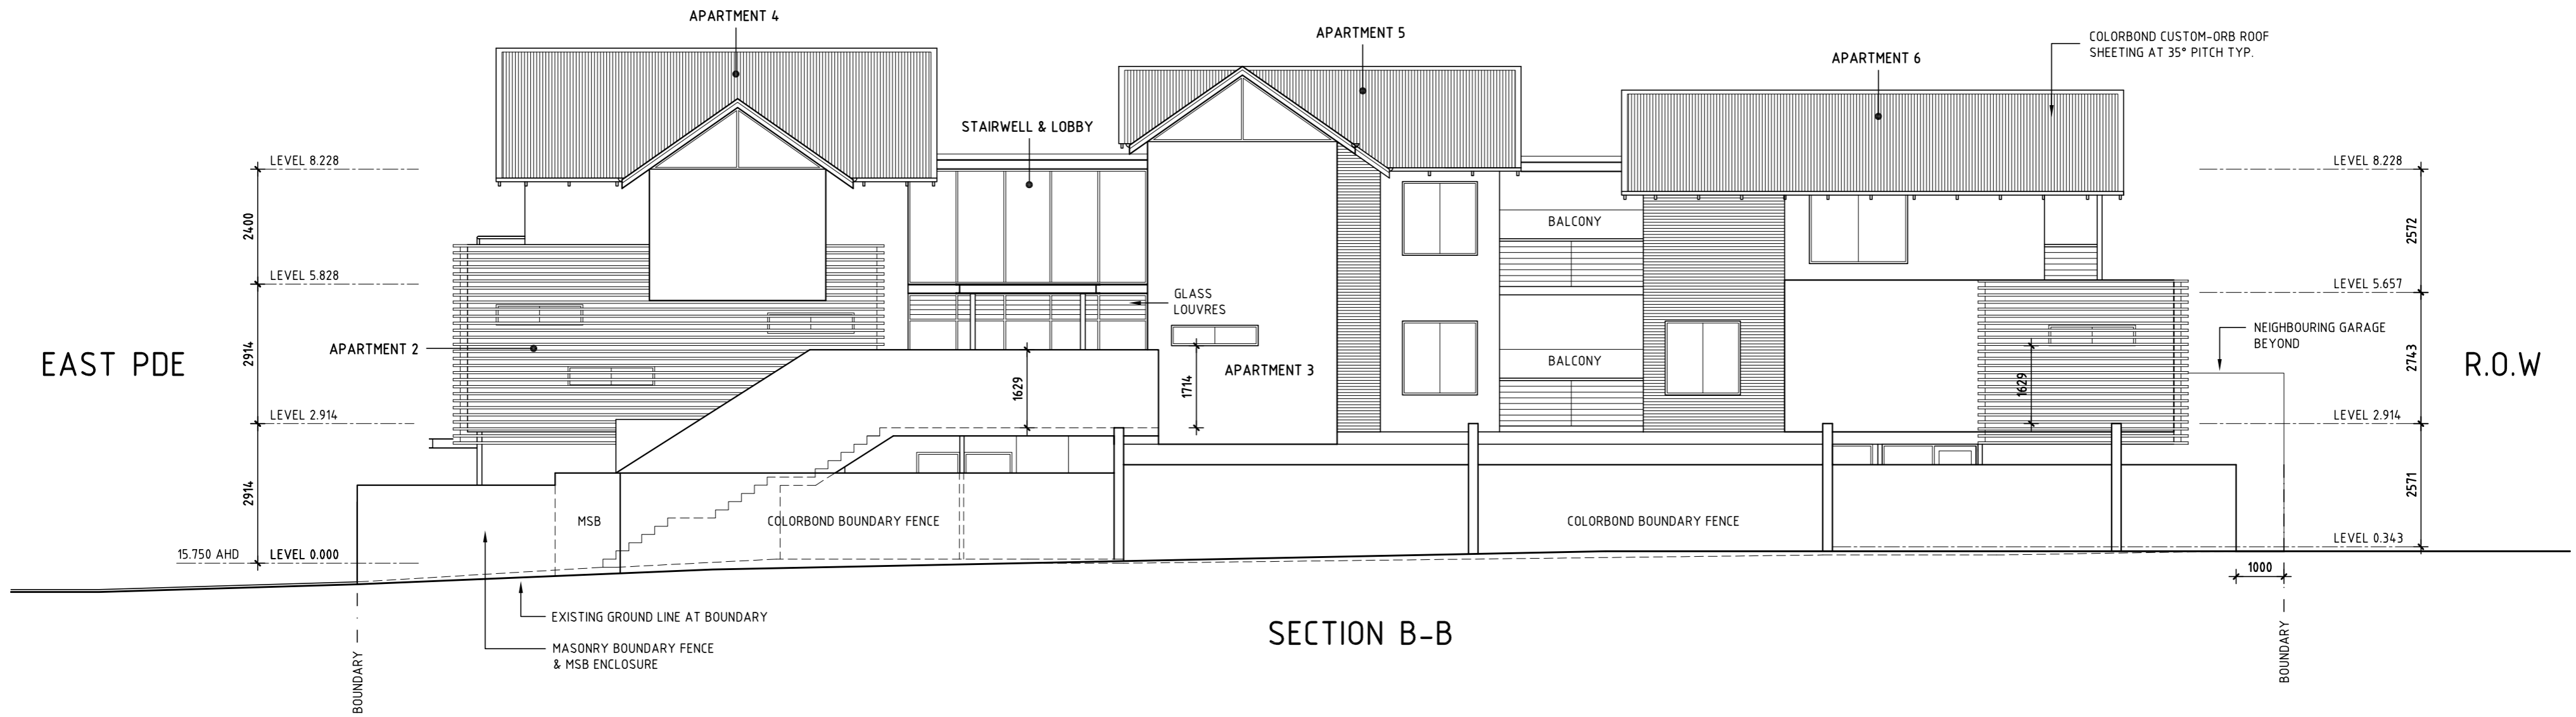 APARTMENT 4
APARTMENT 5
COLORBOND CUSTOM-ORB ROOF
SHEETING AT 35° PITCH TYP.
APARTMENT 6
STAIRWELL & LOBBY
LEVEL 8.228
LEVEL 8.228
2400
BALCONY
2572
LEVEL 5.828
LEVEL 5.657
GLASS
LOUVRES
NEIGHBOURING GARAGE
BEYOND
EAST PDE
APARTMENT 2
2914
1629
1714
APARTMENT 3
BALCONY
1629
2743
R.O.W
LEVEL 2.914
LEVEL 2.914
2914
2571
MSB
COLORBOND BOUNDARY FENCE
COLORBOND BOUNDARY FENCE
15.750 AHD
LEVEL 0.000
LEVEL 0.343
1000
EXISTING GROUND LINE AT BOUNDARY
MASONRY BOUNDARY FENCE
& MSB ENCLOSURE
SECTION B-B
BOUNDARY
BOUNDARY